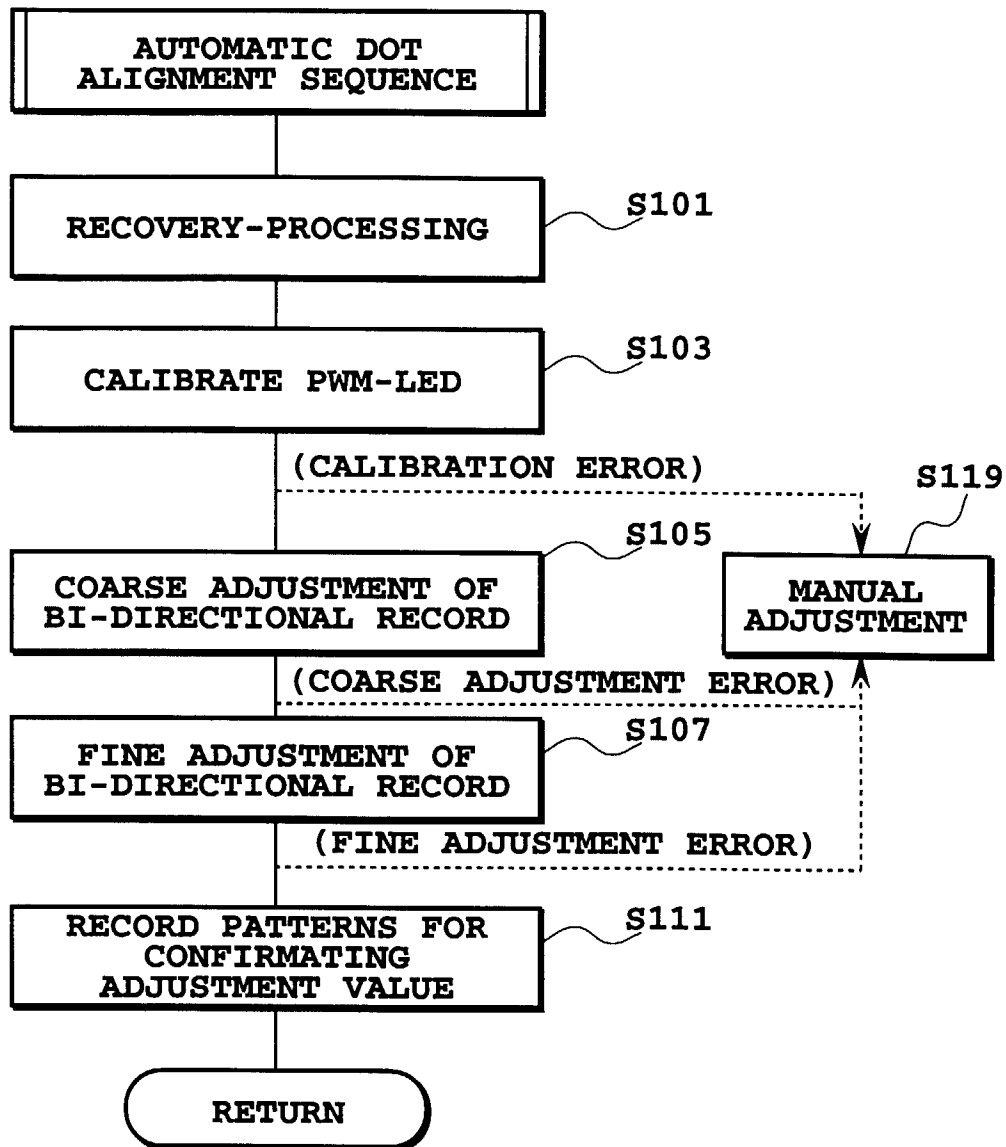 AUTOMATIC DOT
ALIGNMENT SEQUENCE
S101
RECOVERY-PROCESSING
S103
CALIBRATE PWM-LED
(CALIBRATION ERROR)
S119
S105
COARSE ADJUSTMENT OF
BI-DIRECTIONAL RECORD
MANUAL
ADJUSTMENT
(COARSE ADJUSTMENT ERROR)
S107
FINE ADJUSTMENT OF
BI-DIRECTIONAL RECORD
(FINE ADJUSTMENT ERROR)
S111
RECORD PATTERNS FOR
CONFIRMATING
ADJUSTMENT VALUE
RETURN